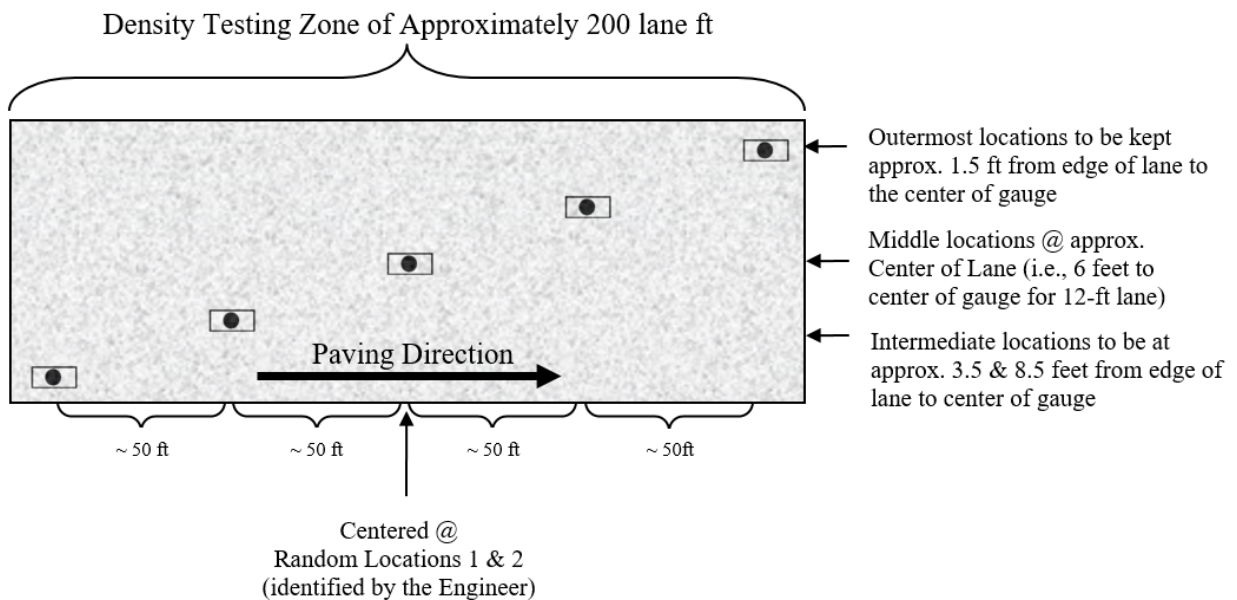 Density Testing Zone of Approximately 200 lane ft
Outermost locations to be kept
approx. 1.5 ft from edge of lane to
the center of gauge
Middle locations @ approx.
Center of Lane (i.e., 6 feet to
center of gauge for 12-ft lane)
Intermediate locations to be at
approx. 3.5 & 8.5 feet from edge of
lane to center of gauge
Paving Direction
~ 50 ft
~ 50 ft
~ 50 ft
~ 50ft
Centered @
Random Locations 1 & 2
(identified by the Engineer)